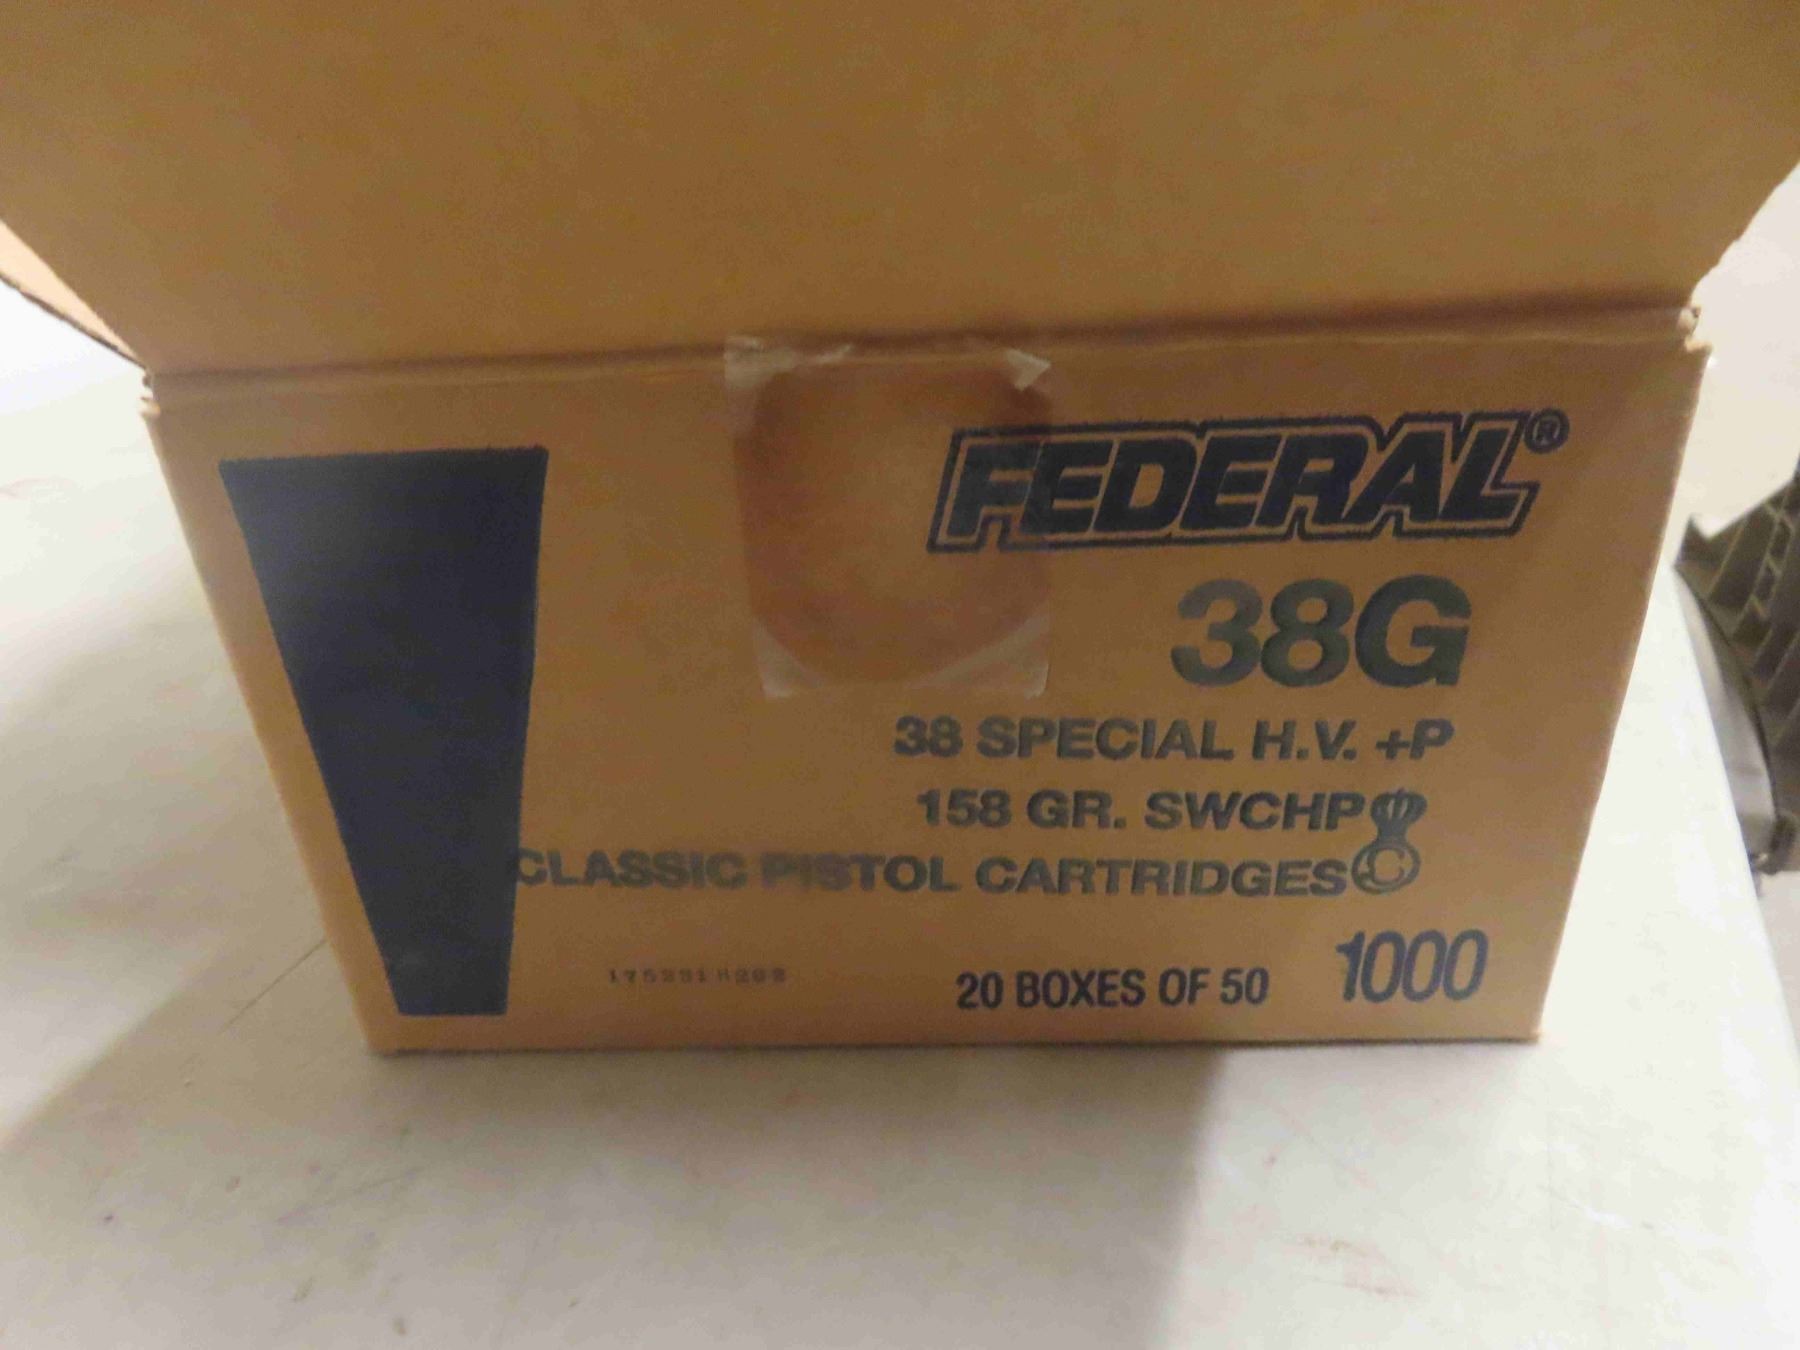 FEDERAL®
38G
38 SPECIAL H.V. +P
158 GR. SWCHP
CLASSIC PISTOL CARTRIDGES C
20 BOXES OF 50 1000